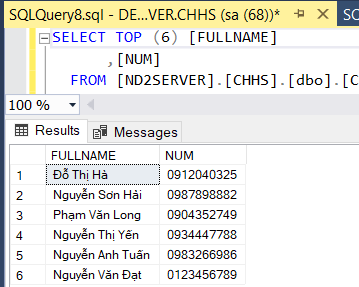 SQLQuery8.sql - DE...VER.CHHS (sa (68))*
SELECT TOP (6) [FULLNAME]
,[NUM]
FROM [ND2SERVER].[CHHS].[dbo].[C
100 %
Results Messages
FULLNAME NUM
1 Đỗ Thị Hà 0912040325
2 Nguyễn Sơn Hải 0987898882
3 Phạm Văn Long 0904352749
4 Nguyễn Thị Yến 0934447788
5 Nguyễn Anh Tuấn 0983266986
6 Nguyễn Văn Đạt 0123456789